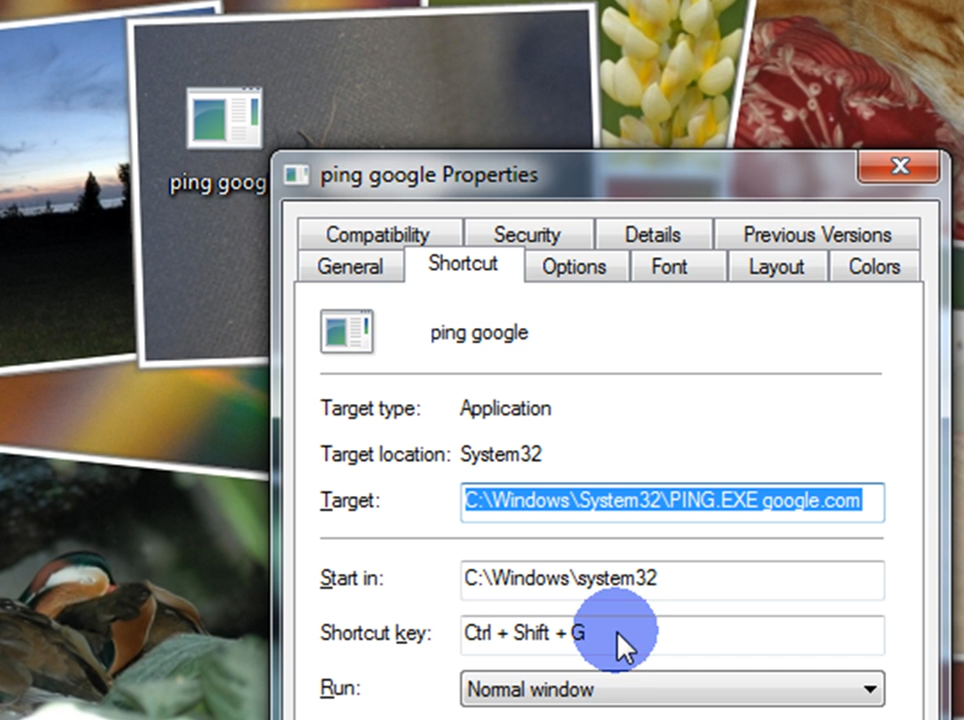 ping goog
ping google Properties
Compatibility Security Details Previous Versions
General Shortcut Options Font Layout Colors
ping google
Target type: Application
Target location: System32
Target: C:\Windows\System32\PING.EXE google.com
Start in: C:\Windows\system32
Shortcut key: Ctrl + Shift + G
Run: Normal window